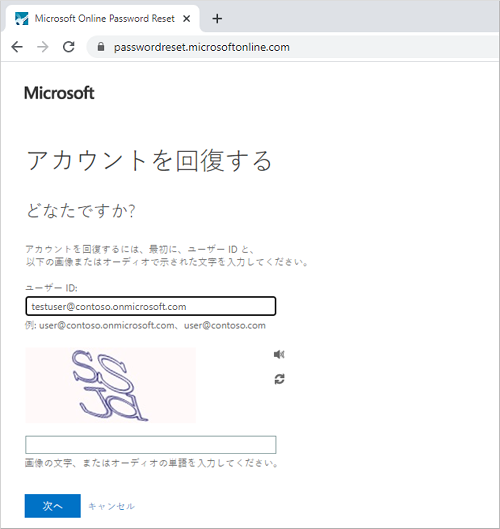 Microsoft Online Password Reset
passwordreset.microsoftonline.com
Microsoft
アカウントを回復する
どなたですか?
アカウントを回復するには、最初に、ユーザー ID と、
以下の画像またはオーディオで示された文字を入力してください。
ユーザー ID:
testuser@contoso.onmicrosoft.com
例: user@contoso.onmicrosoft.com、user@contoso.com
画像の文字、またはオーディオの単語を入力してください。
次へ キャンセル